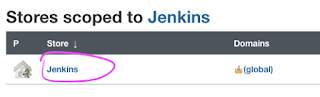 Stores scoped to Jenkins
P Store ↓ Domains
Jenkins (global)